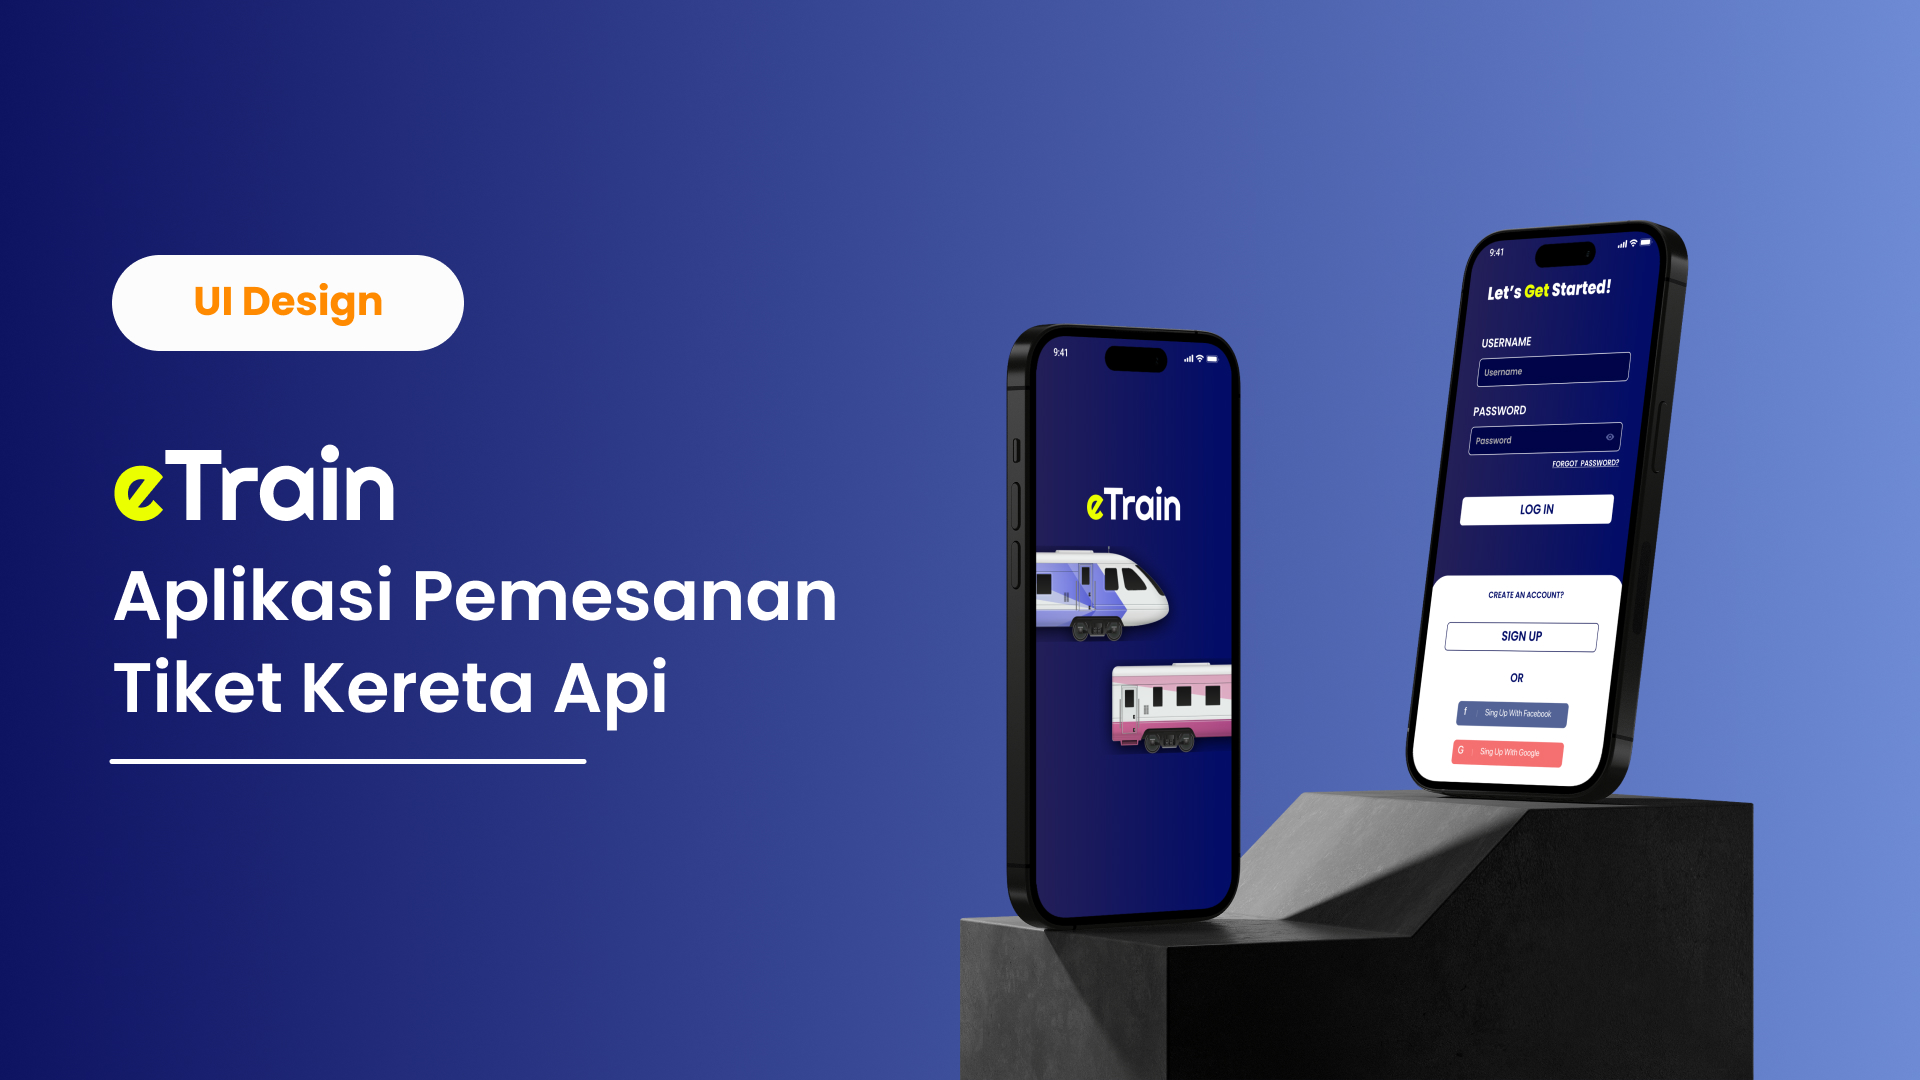 UI Design
eTrain
Aplikasi Pemesanan
Tiket Kereta Api
9:41
eTrain
9:41
Let's Get Started!
USERNAME
Username
PASSWORD
Password
FORGOT PASSWORD?
LOG IN
CREATE AN ACCOUNT?
SIGN UP
OR
f Sing Up With Facebook
G Sing Up With Google